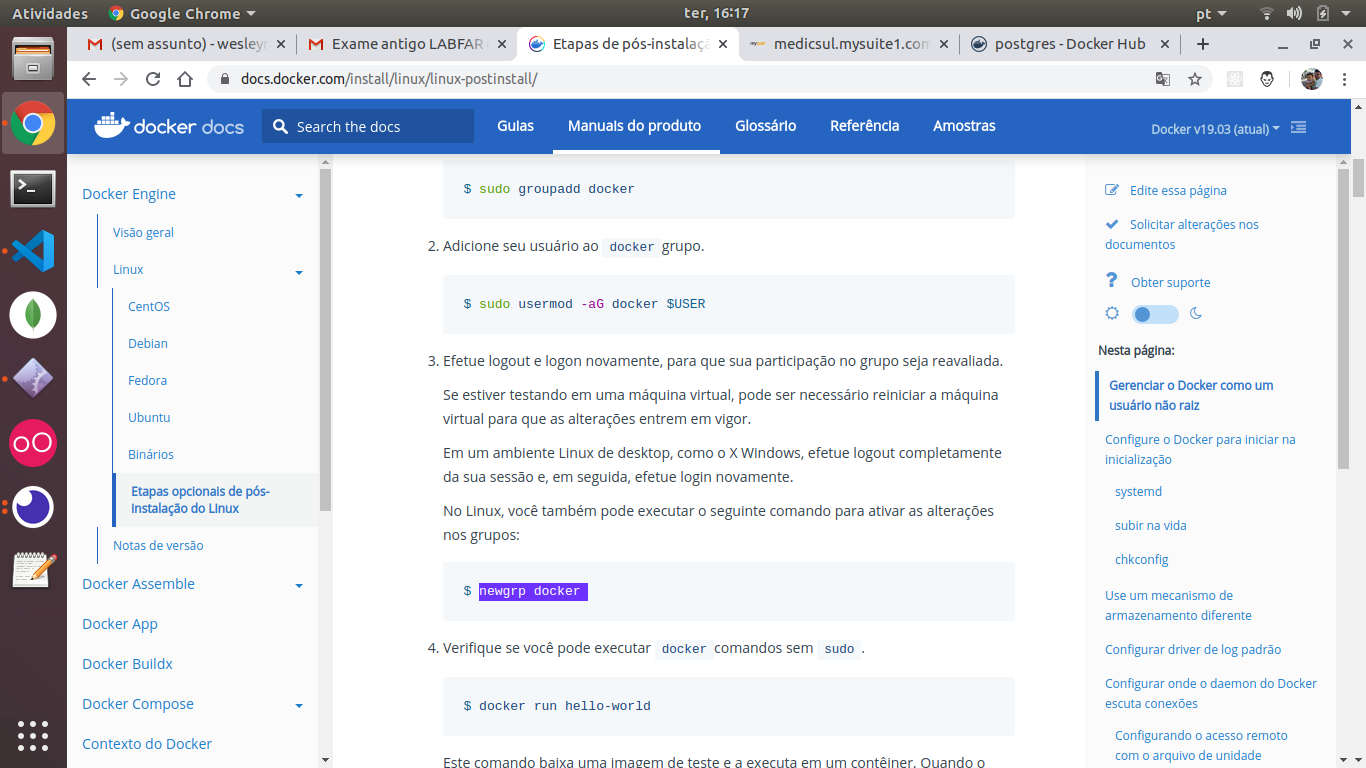 Atividades
Google Chrome
ter, 16:17
pt
(sem assunto) - wesley
Exame antigo LABFAR
Etapas de pós-instalaç
medicsul.mysuite1.com
postgres - Docker Hub
docs.docker.com/install/linux/linux-postinstall/
docker docs
Search the docs
Guias
Manuais do produto
Glossário
Referência
Amostras
Docker v19.03 (atual)
Docker Engine
Visão geral
Linux
CentOS
Debian
Fedora
Ubuntu
Binários
Etapas opcionais de pós-
instalação do Linux
Notas de versão
Docker Assemble
Docker App
Docker Buildx
Docker Compose
Contexto do Docker
$ sudo groupadd docker
2. Adicione seu usuário ao docker grupo.
$ sudo usermod -aG docker $USER
3. Efetue logout e logon novamente, para que sua participação no grupo seja reavaliada.
Se estiver testando em uma máquina virtual, pode ser necessário reiniciar a máquina
virtual para que as alterações entrem em vigor.
Em um ambiente Linux de desktop, como o X Windows, efetue logout completamente
da sua sessão e, em seguida, efetue login novamente.
No Linux, você também pode executar o seguinte comando para ativar as alterações
nos grupos:
$ newgrp docker
4. Verifique se você pode executar docker comandos sem sudo .
$ docker run hello-world
Este comando baixa uma imagem de teste e a executa em um contêiner. Quando o
Edite essa página
Solicitar alterações nos
documentos
Obter suporte
Nesta página:
Gerenciar o Docker como um
usuário não raiz
Configure o Docker para iniciar na
inicialização
systemd
subir na vida
chkconfig
Use um mecanismo de
armazenamento diferente
Configurar driver de log padrão
Configurar onde o daemon do Docker
escuta conexões
Configurando o acesso remoto
com o arquivo de unidade